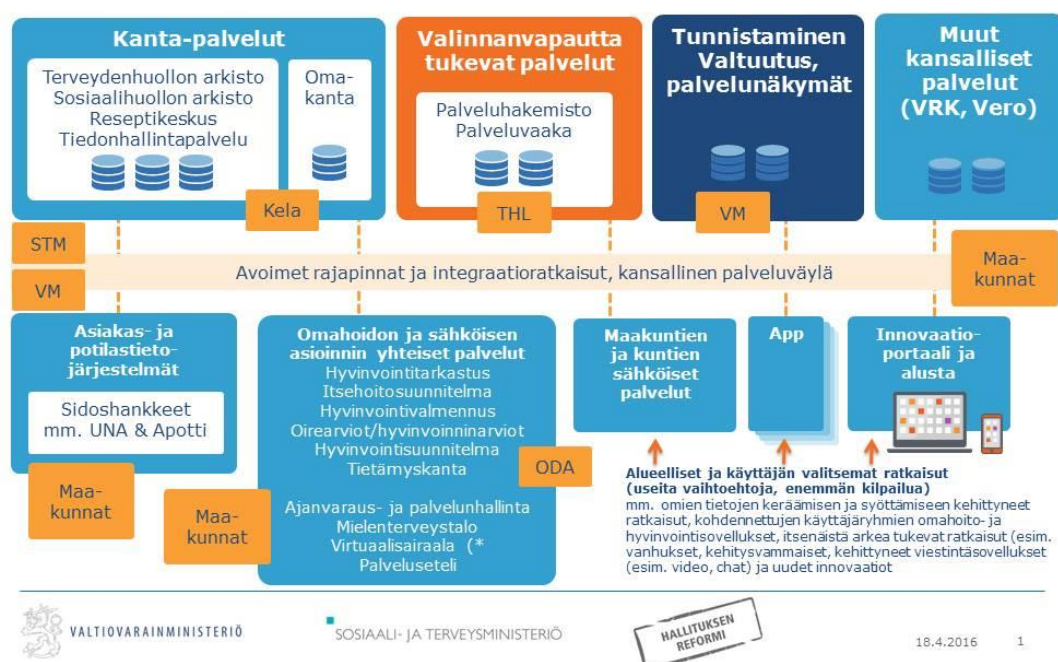 Kanta-palvelut
Terveydenhuollon arkisto
Sosiaalihuollon arkisto
Reseptikeskus
Tiedonhallintapalvelu
Oma-
kanta
Kela
Valinnanvapautta
tukevat palvelut
Palveluhakemisto
Palveluvaaka
THL
Tunnistaminen
Valtuutus,
palvelunäkymät
VM
Muut
kansalliset
palvelut
(VRK, Vero)
STM
VM
Avoimet rajapinnat ja integraatioratkaisut, kansallinen palveluväylä
Maa-
kunnat
Asiakas- ja
potilastieto-
järjestelmät
Sidoshankkeet
mm. UNA & Apotti
Maa-
kunnat
Omahoidon ja sähköisen
asioinnin yhteiset palvelut
Hyvinvointitarkastus
Itsehoitosuunnitelma
Hyvinvointivalmennus
Oirearviot/hyvinvoinninarviot
Hyvinvointisuunnitelma
Tietämyskanta
Ajanvaraus- ja palvelunhallinta
Mielenterveystalo
Virtuaalisairaala (*
Palveluseteli
Maa-
kunnat
ODA
Maakuntien
ja kuntien
sähköiset
palvelut
App
Innovaatio-
portaali ja
alusta
Alueelliset ja käyttäjän valitsemat ratkaisut
(useita vaihtoehtoja, enemmän kilpailua)
mm. omien tietojen keräämisen ja syöttämiseen kehittyneet
ratkaisut, kohdennettujen käyttäjäryhmien omahoito- ja
hyvinvointisovellukset, itsenäistä arkea tukevat ratkaisut (esim.
vanhukset, kehitysvammaiset, kehittyneet viestintäsovellukset
(esim. video, chat) ja uudet innovaatiot
VALTIOVARAINMINISTERIÖ
SOSIAALI- JA TERVEYSMINISTERIÖ
HALLITUKSEN
REFORMI
18.4.2016
1